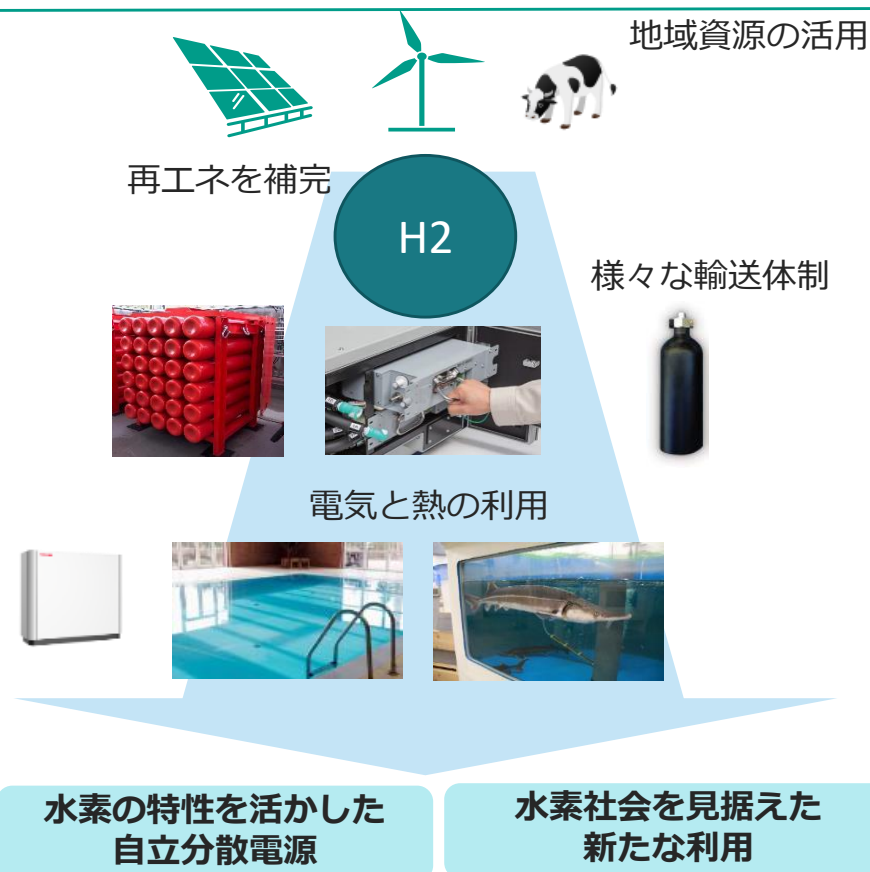 地域資源の活用
再エネを補完
H2
様々な輸送体制
電気と熱の利用
水素の特性を活かした
自立分散電源
水素社会を見据えた
新たな利用